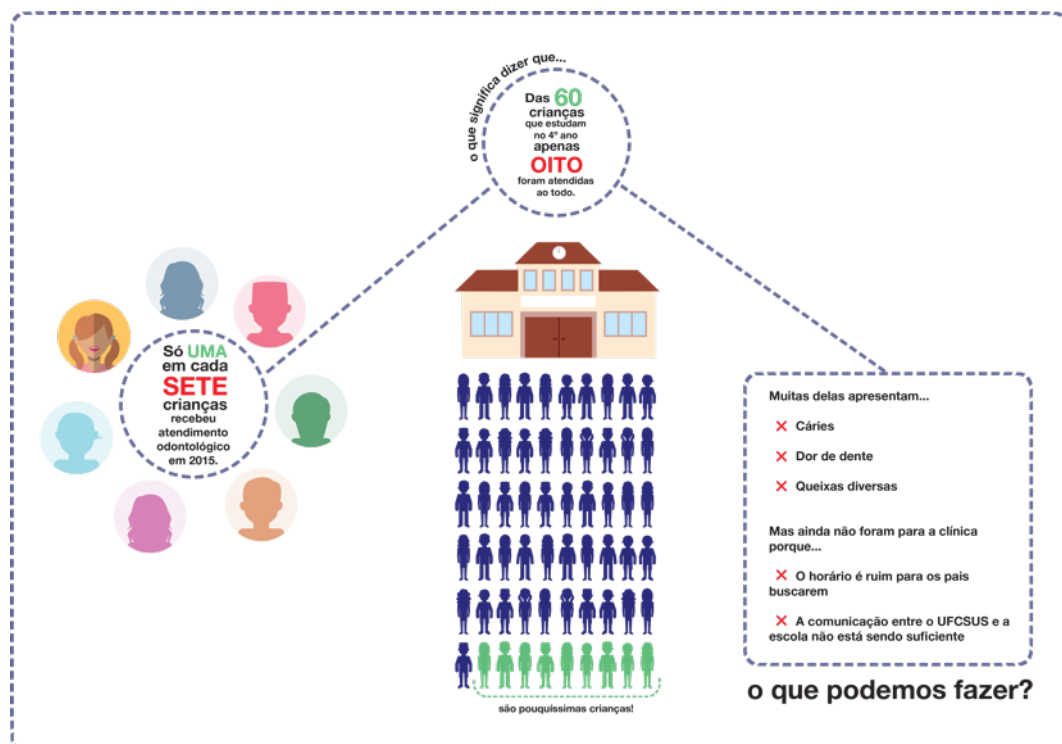 o que significa dizer que...
Das 60
crianças
que estudam
no 4º ano
apenas
OITO
foram atendidas
ao todo.
Só UMA
em cada
SETE
crianças
recebeu
atendimento
odontológico
em 2015.
Muitas delas apresentam...
✕ Cáries
✕ Dor de dente
✕ Queixas diversas
Mas ainda não foram para a clínica
porque...
✕ O horário é ruim para os pais
buscarem
✕ A comunicação entre o UFCSUS e a
escola não está sendo suficiente
o que podemos fazer?
são pouquíssimas crianças!